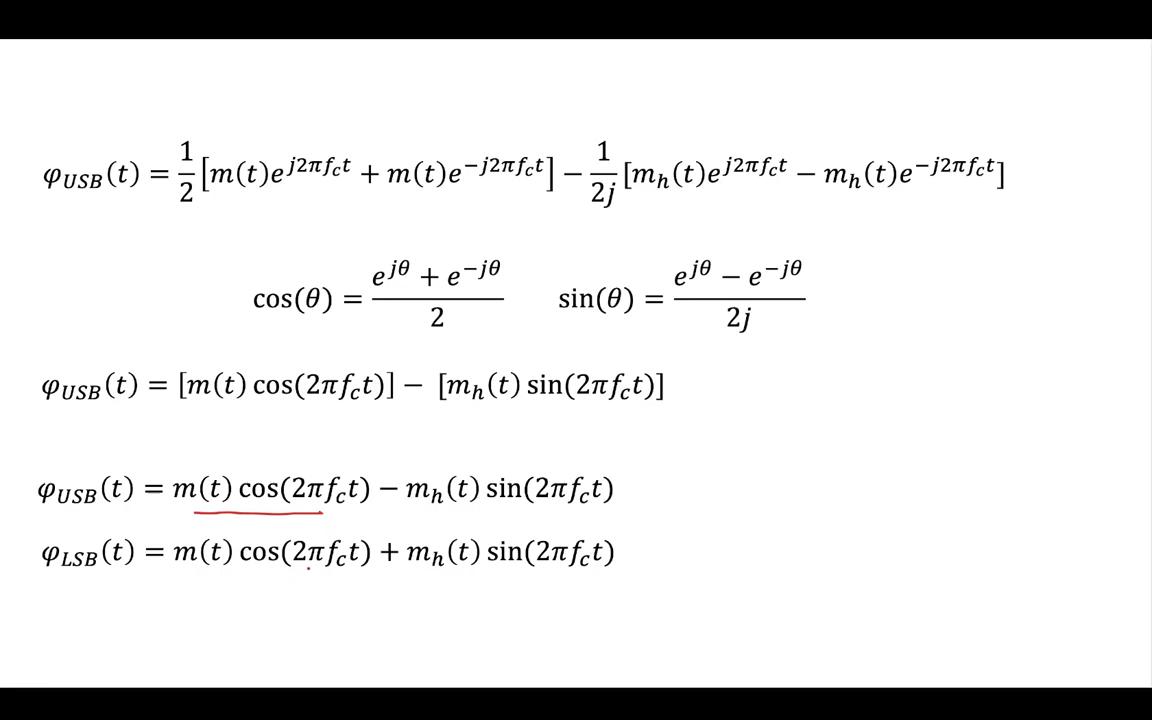 φ_USB(t) = 1/2 [m(t)e^{j2πf_c t} + m(t)e^{−j2πf_c t}] − 1/2j [m_h(t)e^{j2πf_c t} − m_h(t)e^{−j2πf_c t}]
cos(θ) = (e^{jθ} + e^{−jθ})/2 sin(θ) = (e^{jθ} − e^{−jθ})/2j
φ_USB(t) = [m(t) cos(2πf_c t)] − [m_h(t) sin(2πf_c t)]
φ_USB(t) = m(t) cos(2πf_c t) − m_h(t) sin(2πf_c t)
φ_LSB(t) = m(t) cos(2πf_c t) + m_h(t) sin(2πf_c t)